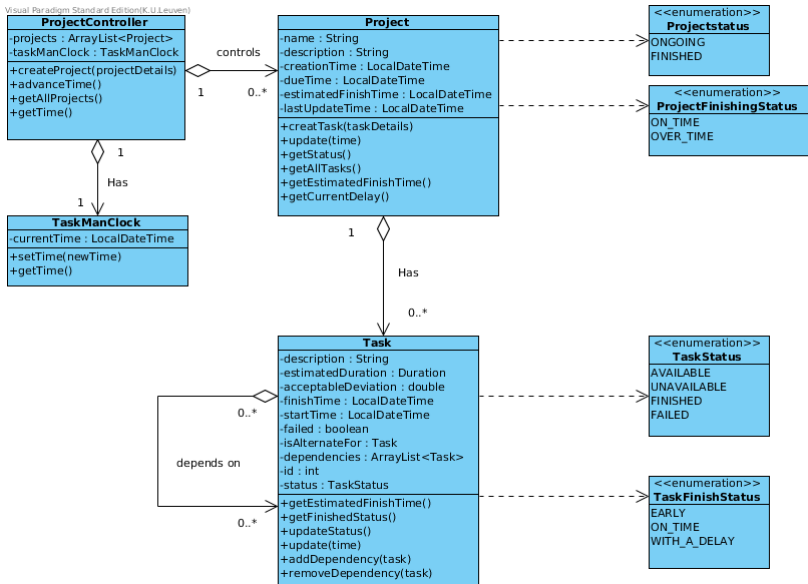 Visual Paradigm Standard Edition(K.U.Leuven)
ProjectController
-projects : ArrayList<Project>
-taskManClock : TaskManClock
+createProject(projectDetails)
+advanceTime()
+getAllProjects()
+getTime()
controls
1
0..*
Project
-name : String
-description : String
-creationTime : LocalDateTime
-dueTime : LocalDateTime
-estimatedFinishTime : LocalDateTime
-lastUpdateTime : LocalDateTime
+creatTask(taskDetails)
+update(time)
+getStatus()
+getAllTasks()
+getEstimatedFinishTime()
+getCurrentDelay()
<<enumeration>>
Projectstatus
ONGOING
FINISHED
<<enumeration>>
ProjectFinishingStatus
ON_TIME
OVER_TIME
1
Has
1
TaskManClock
-currentTime : LocalDateTime
+setTime(newTime)
+getTime()
1
Has
0..*
Task
-description : String
-estimatedDuration : Duration
-acceptableDeviation : double
-finishTime : LocalDateTime
-startTime : LocalDateTime
-failed : boolean
-isAlternateFor : Task
-dependencies : ArrayList<Task>
-id : int
-status : TaskStatus
+getEstimatedFinishTime()
+getFinishedStatus()
+updateStatus()
+update(time)
+addDependency(task)
+removeDependency(task)
0..*
depends on
0..*
<<enumeration>>
TaskStatus
AVAILABLE
UNAVAILABLE
FINISHED
FAILED
<<enumeration>>
TaskFinishStatus
EARLY
ON_TIME
WITH_A_DELAY